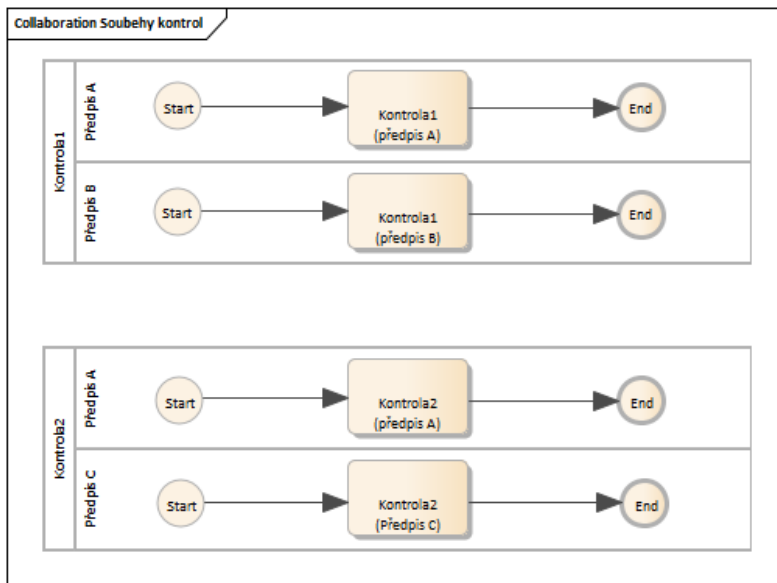 Collaboration Soubehy kontrol
Kontrola1
Předpis A
Start
Kontrola1
(předpis A)
End
Předpis B
Start
Kontrola1
(předpis B)
End
Kontrola2
Předpis A
Start
Kontrola2
(předpis A)
End
Předpis C
Start
Kontrola2
(Předpis C)
End